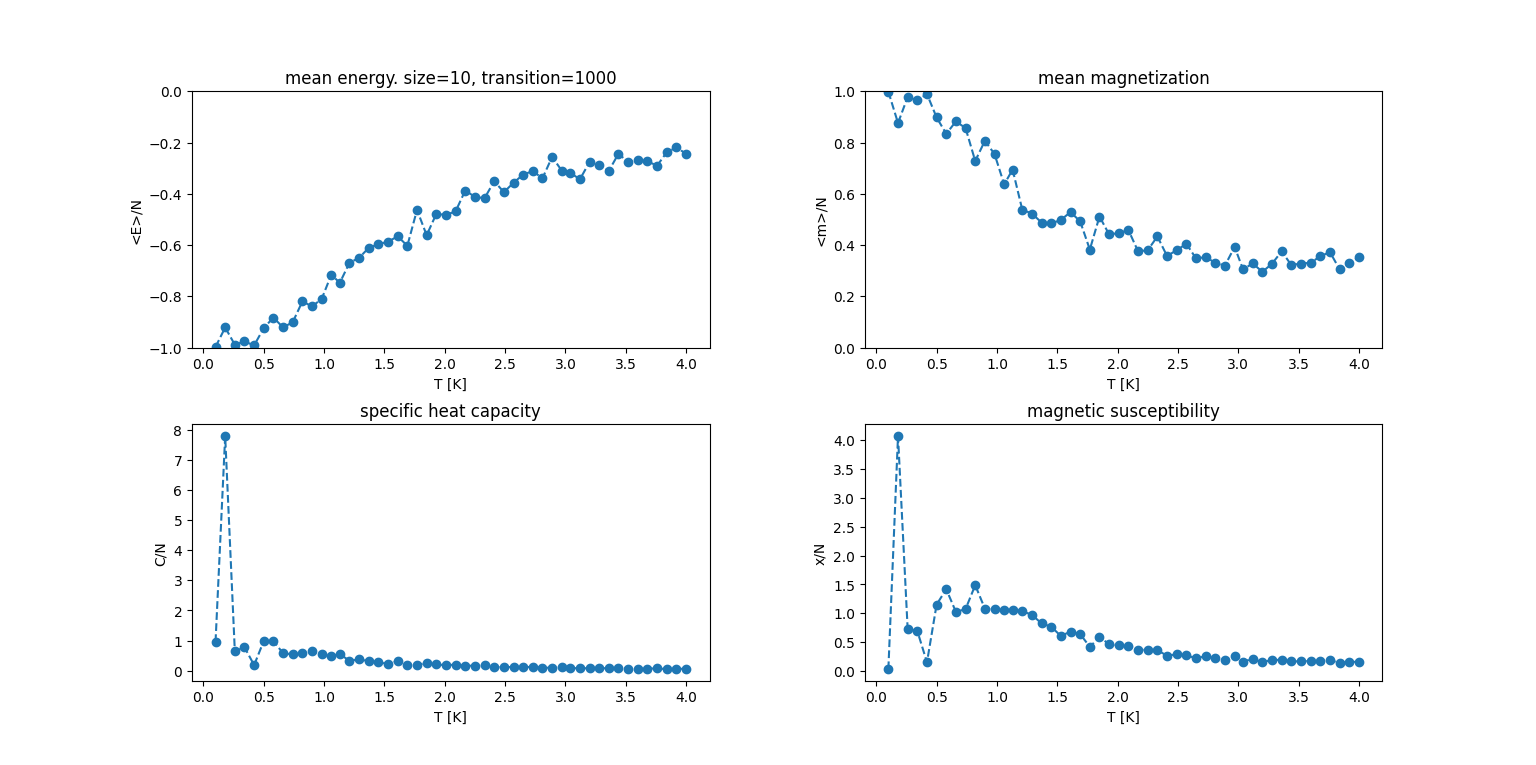 mean energy. size=10, transition=1000
<E>/N
0.0
−0.2
−0.4
−0.6
−0.8
−1.0
0.0 0.5 1.0 1.5 2.0 2.5 3.0 3.5 4.0
T [K]
mean magnetization
<m>/N
1.0
0.8
0.6
0.4
0.2
0.0
0.0 0.5 1.0 1.5 2.0 2.5 3.0 3.5 4.0
T [K]
specific heat capacity
C/N
8
7
6
5
4
3
2
1
0
0.0 0.5 1.0 1.5 2.0 2.5 3.0 3.5 4.0
T [K]
magnetic susceptibility
x/N
4.0
3.5
3.0
2.5
2.0
1.5
1.0
0.5
0.0
0.0 0.5 1.0 1.5 2.0 2.5 3.0 3.5 4.0
T [K]